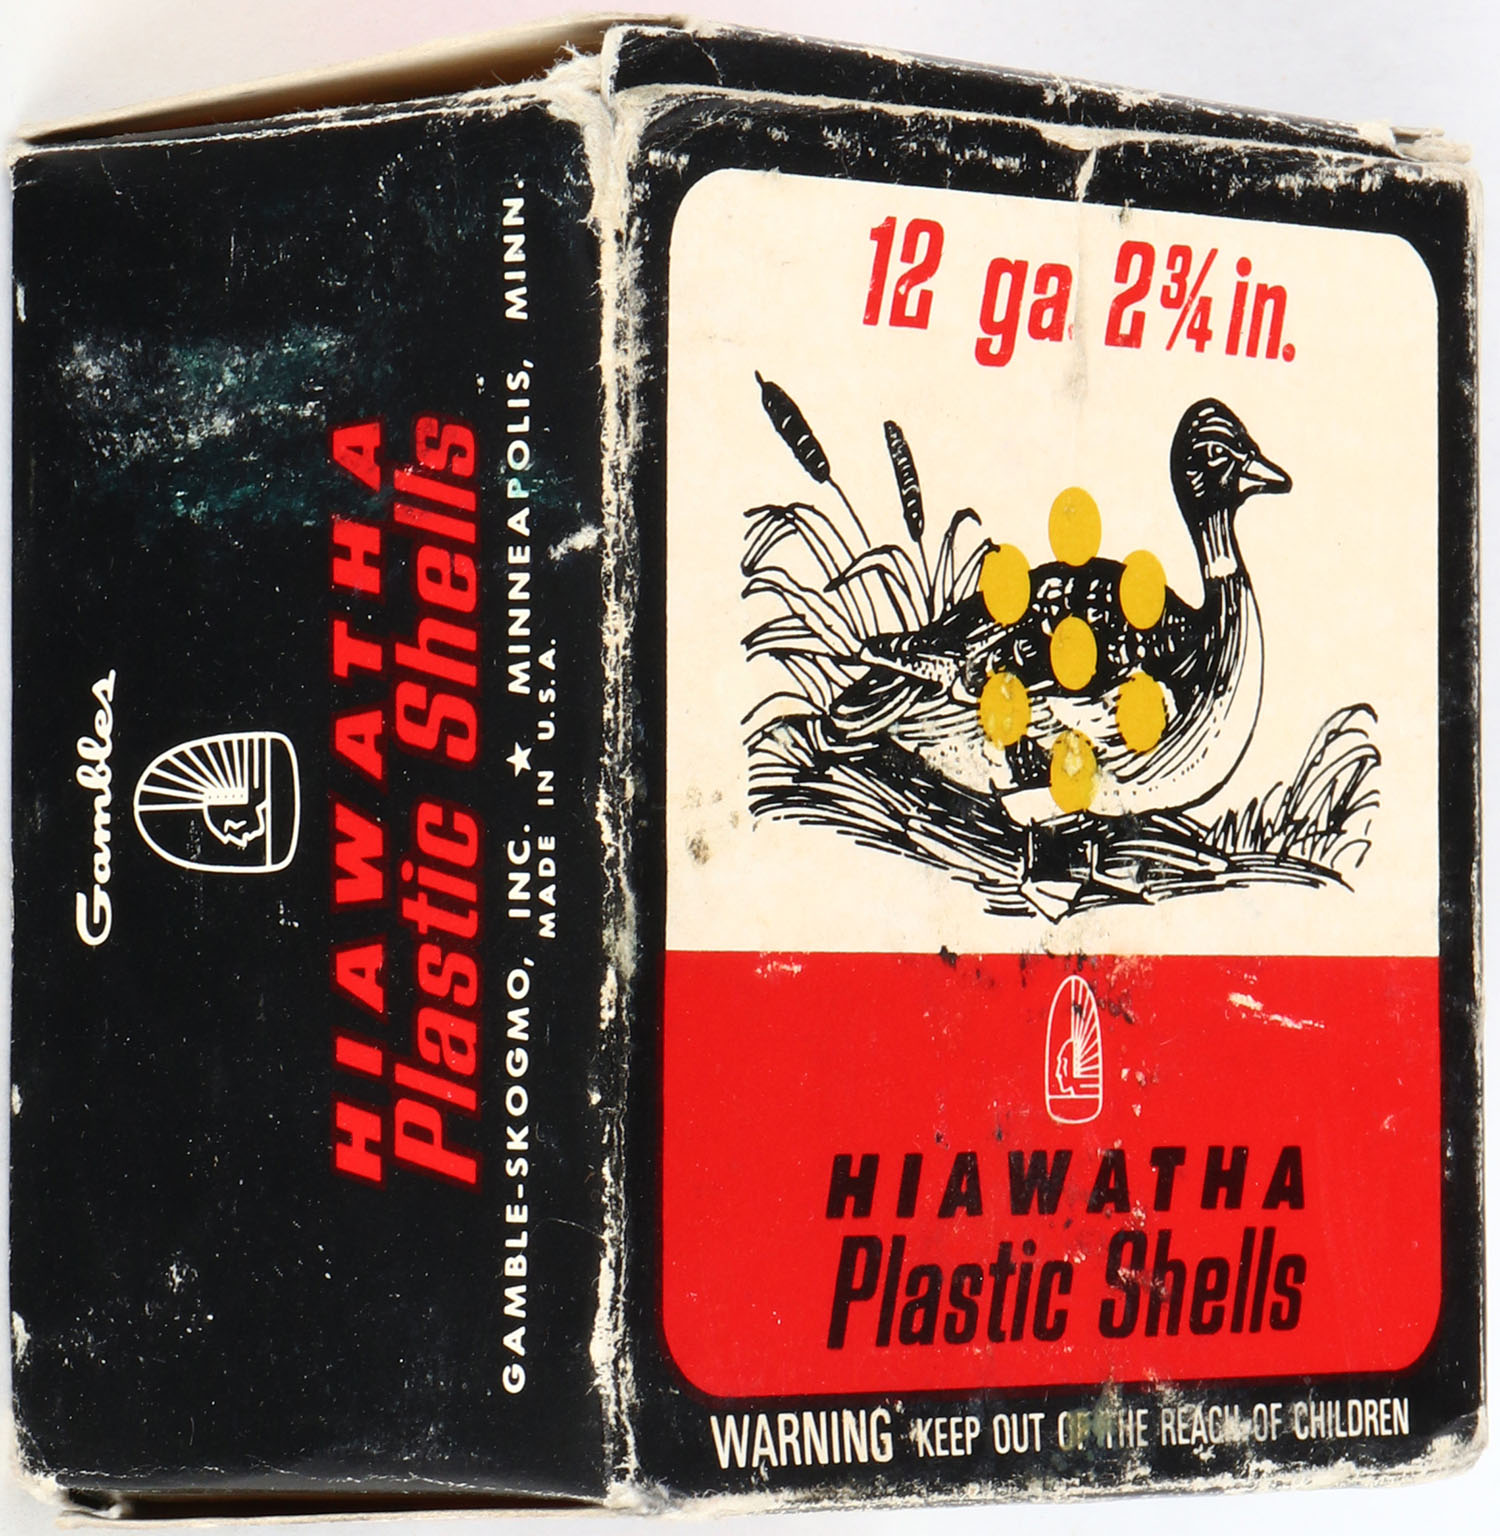 Gambles
HIAWATHA
Plastic Shells
GAMBLE-SKOGMO, INC. ★ MINNEAPOLIS, MINN.
MADE IN U.S.A.
12 ga. 2¾ in.
HIAWATHA
Plastic Shells
WARNING KEEP OUT OF THE REACH OF CHILDREN